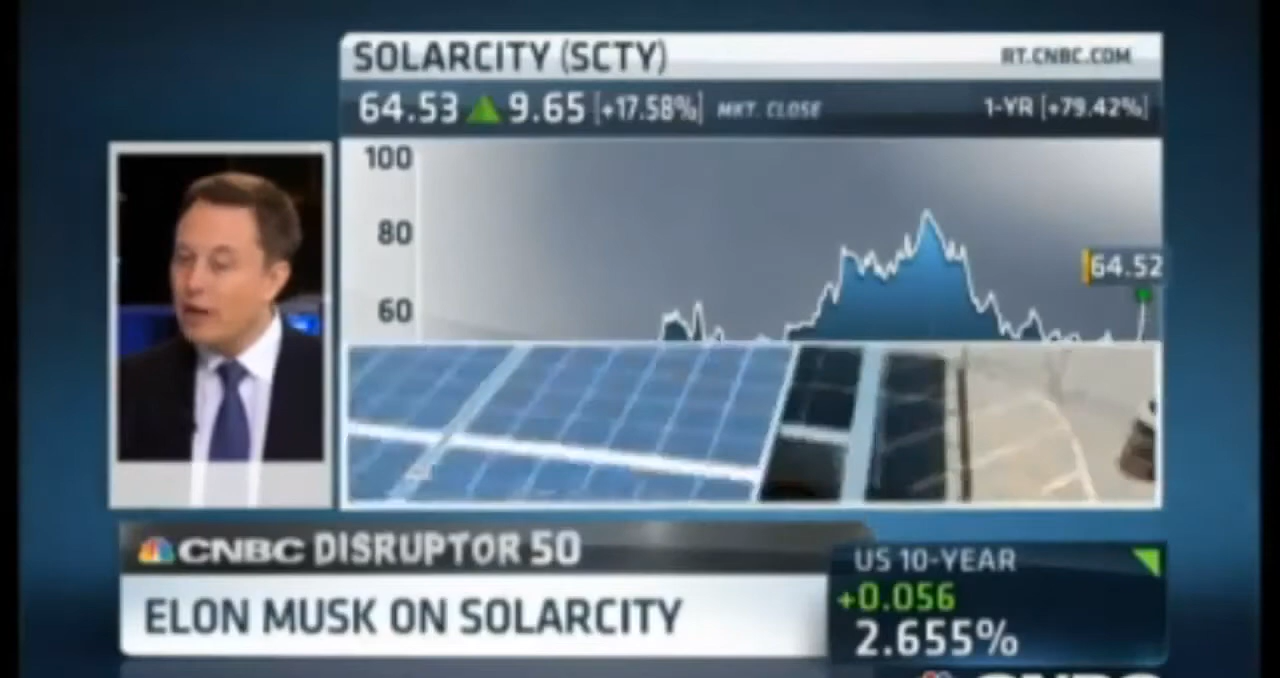 SOLARCITY (SCTY)
RT.CNBC.COM
64.53 ▲ 9.65 [+17.58%] MKT. CLOSE 1-YR [+79.42%]
100
80
64.52
60
CNBC DISRUPTOR 50
ELON MUSK ON SOLARCITY
US 10-YEAR
+0.056
2.655%
CNBC